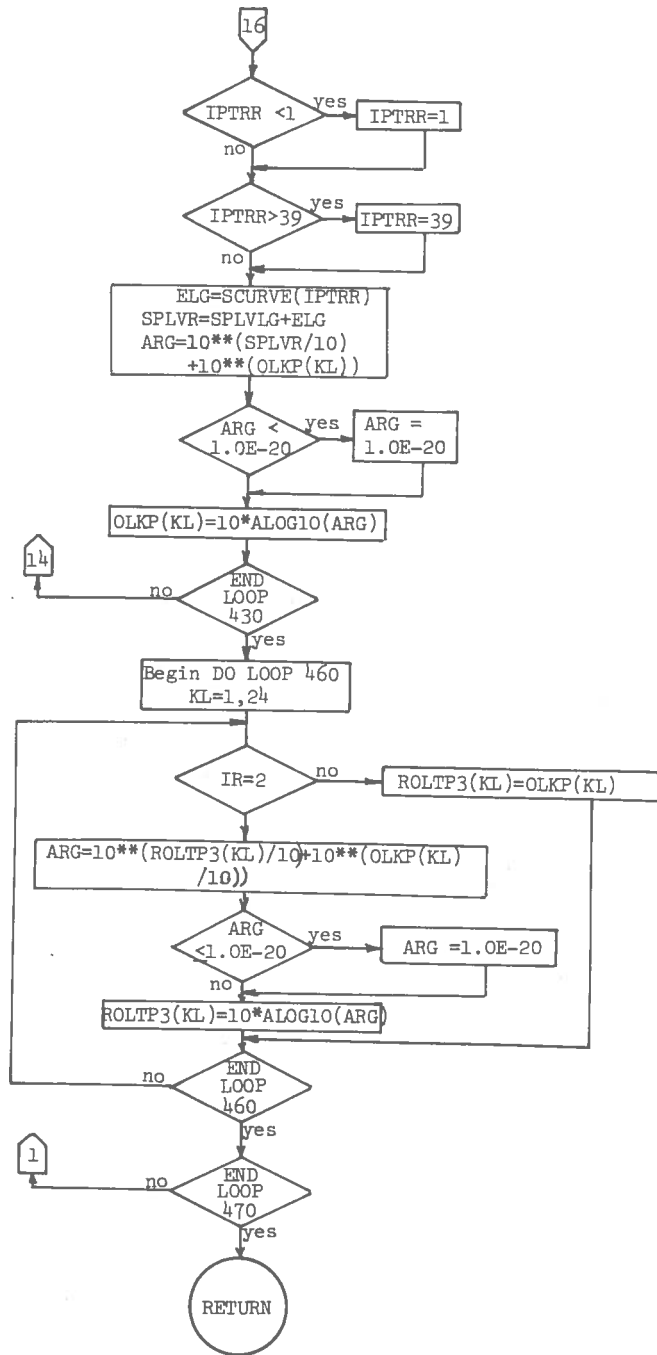 16
IPTRR <1
yes
IPTRR=1
no
IPTRR>39
yes
IPTRR=39
no
ELG=SCURVE(IPTRR)
SPLVR=SPLVLG+ELG
ARG=10**(SPLVR/10)
+10**(OLKP(KL))
ARG <
1.0E-20
yes
ARG =
1.0E-20
OLKP(KL)=10*ALOG10(ARG)
14
no
END
LOOP
430
yes
Begin DO LOOP 460
KL=1,24
IR=2
no
ROLTP3(KL)=OLKP(KL)
ARG=10**(ROLTP3(KL)/10)+10**(OLKP(KL)
/10))
ARG
<1.0E-20
yes
ARG =1.0E-20
no
ROLTP3(KL)=10*ALOG10(ARG)
no
END
LOOP
460
yes
1
no
END
LOOP
470
yes
RETURN